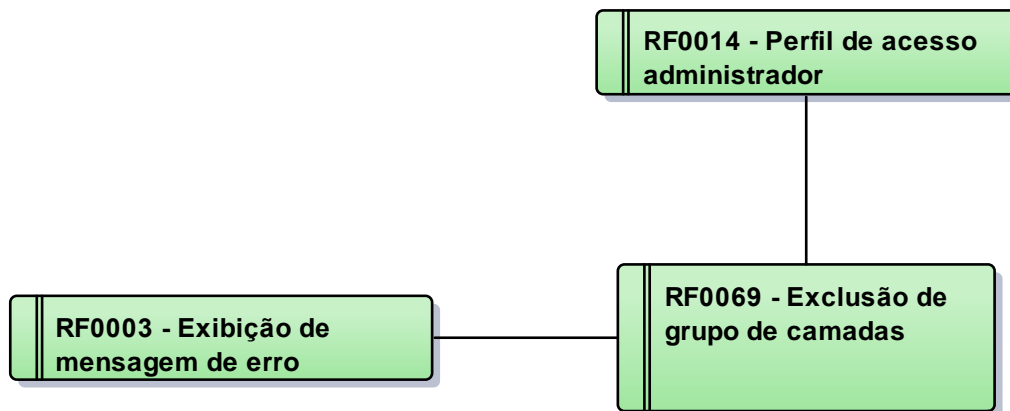 RF0014 - Perfil de acesso
administrador
RF0069 - Exclusão de
grupo de camadas
RF0003 - Exibição de
mensagem de erro